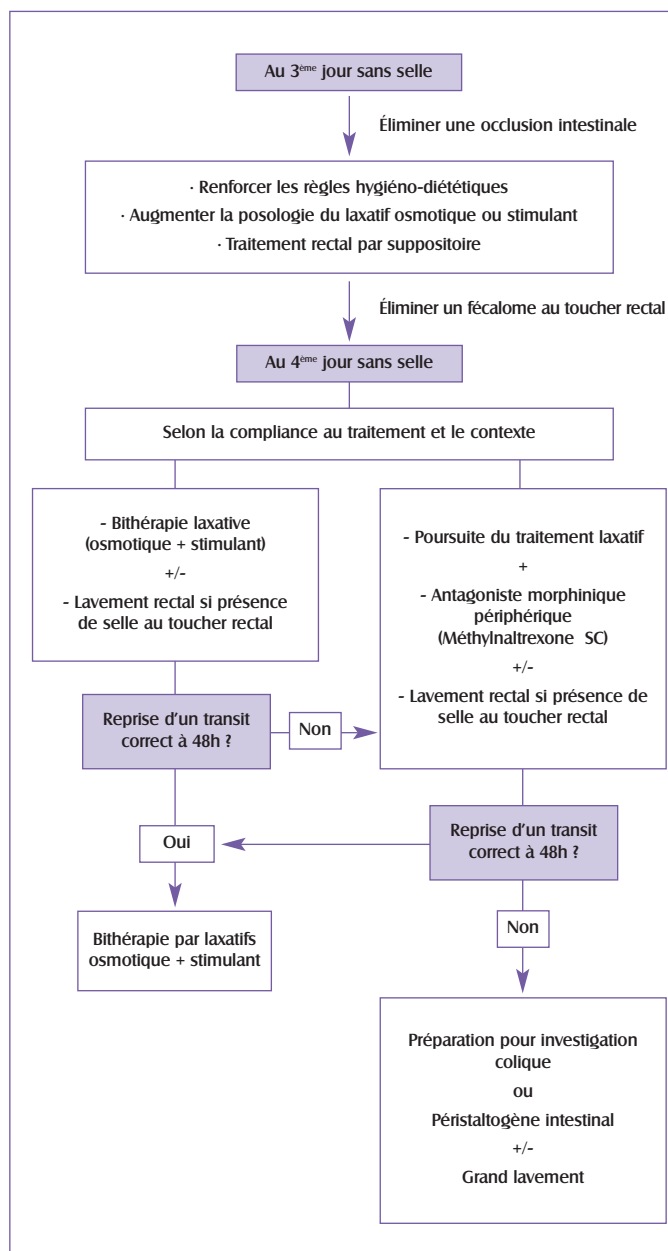 Au 3ème jour sans selle
Éliminer une occlusion intestinale
· Renforcer les règles hygiéno-diététiques
· Augmenter la posologie du laxatif osmotique ou stimulant
· Traitement rectal par suppositoire
Éliminer un fécalome au toucher rectal
Au 4ème jour sans selle
Selon la compliance au traitement et le contexte
- Bithérapie laxative
(osmotique + stimulant)
+/-
- Lavement rectal si présence
de selle au toucher rectal
- Poursuite du traitement laxatif
+
- Antagoniste morphinique
périphérique
(Méthylnaltrexone SC)
+/-
- Lavement rectal si présence de
selle au toucher rectal
Reprise d'un transit
correct à 48h ?
Non
Oui
Reprise d'un transit
correct à 48h ?
Bithérapie par laxatifs
osmotique + stimulant
Non
Préparation pour investigation
colique
ou
Péristaltogène intestinal
+/-
Grand lavement